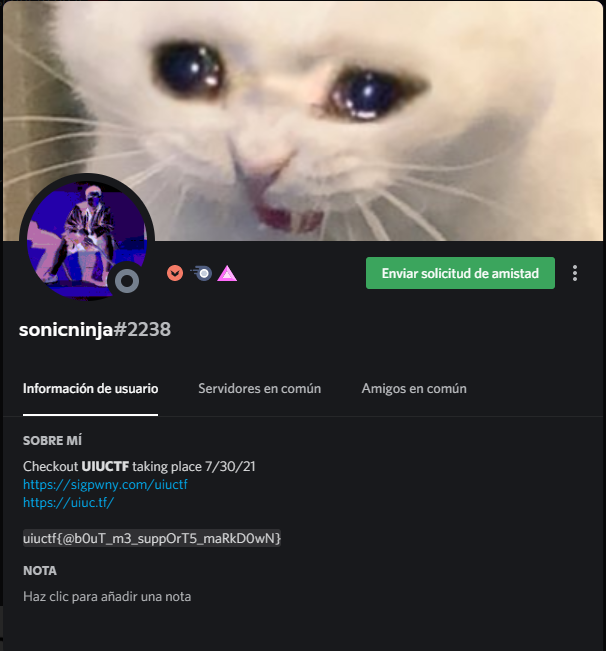 Enviar solicitud de amistad
sonicninja#2238
Información de usuario
Servidores en común
Amigos en común
SOBRE MÍ
Checkout UIUCTF taking place 7/30/21
https://sigpwny.com/uiuctf
https://uiuc.tf/
uiuctf{@b0uT_m3_suppOrT5_maRkD0wN}
NOTA
Haz clic para añadir una nota